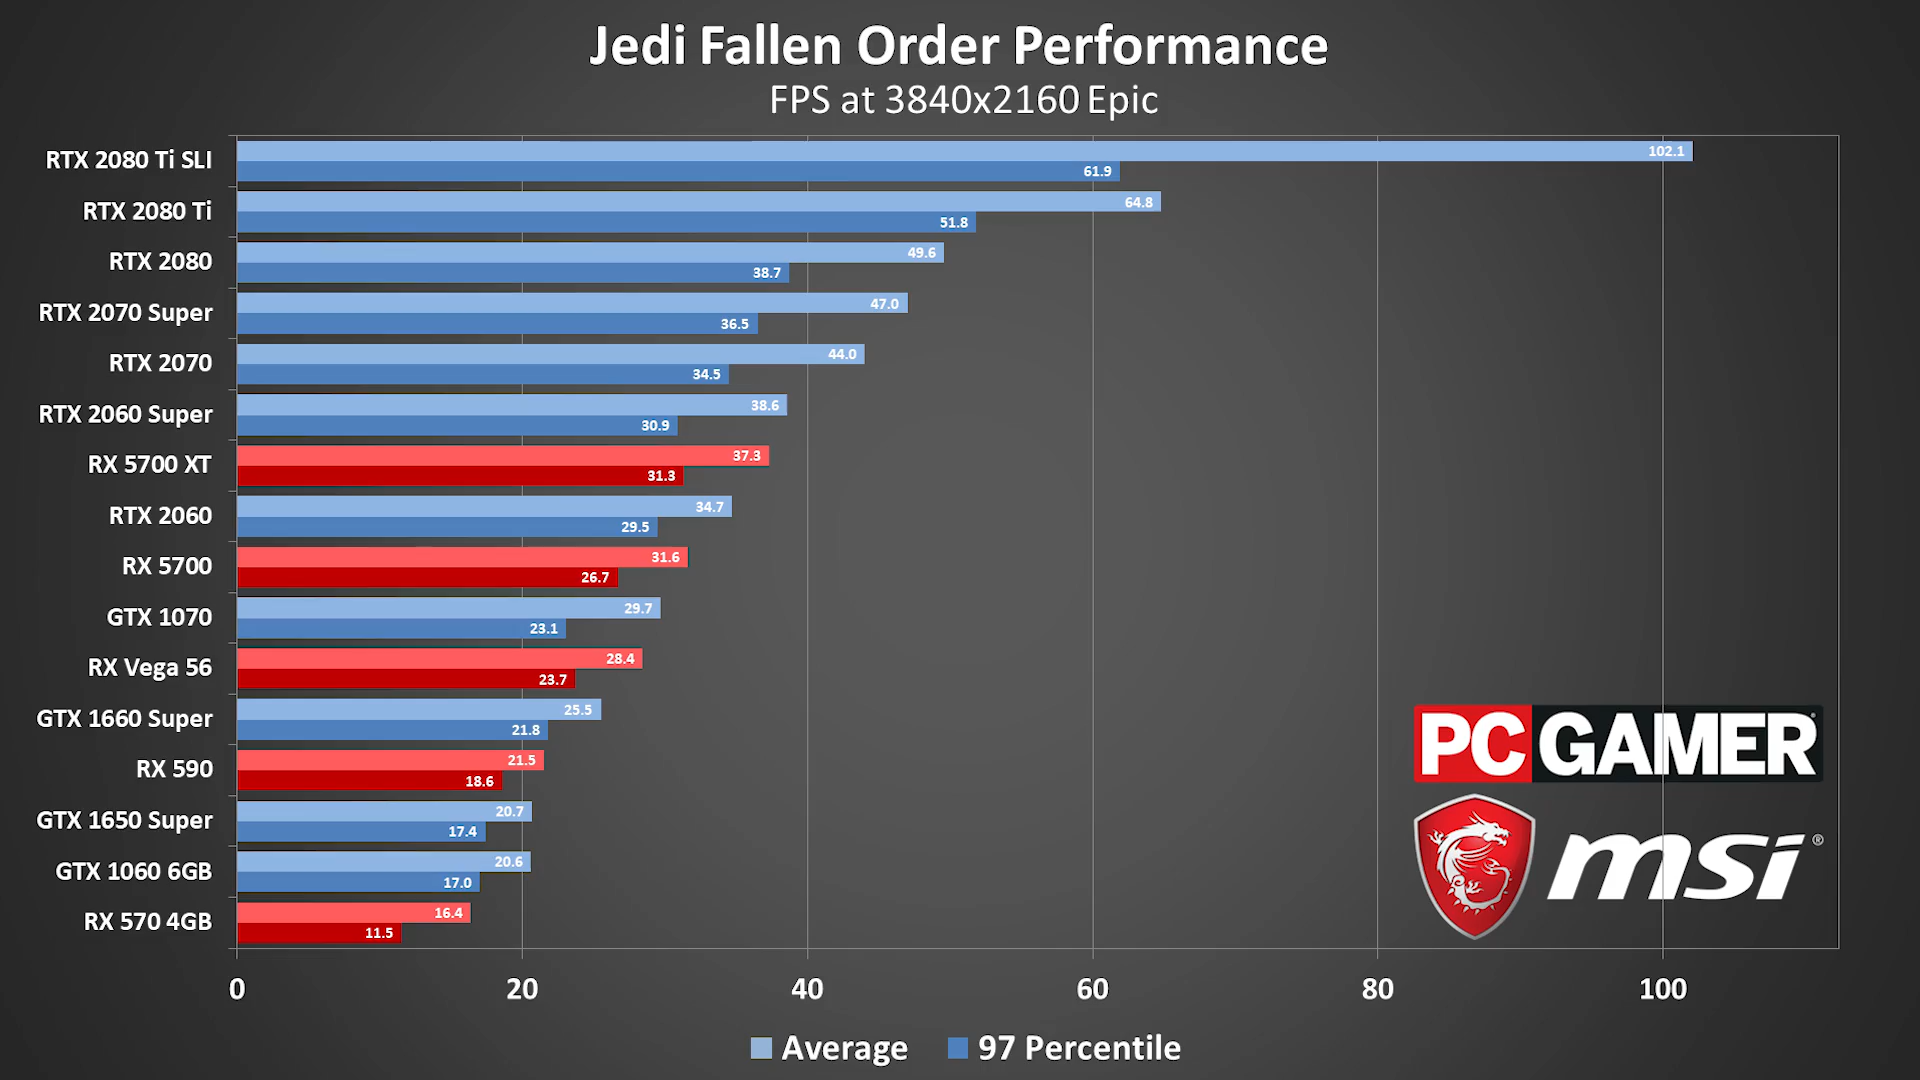 Jedi Fallen Order Performance
FPS at 3840x2160 Epic
RTX 2080 Ti SLI 102.1
61.9
RTX 2080 Ti 64.8
51.8
RTX 2080 49.6
38.7
RTX 2070 Super 47.0
36.5
RTX 2070 44.0
34.5
RTX 2060 Super 38.6
30.9
RX 5700 XT 37.3
31.3
RTX 2060 34.7
29.5
RX 5700 31.6
26.7
GTX 1070 29.7
23.1
RX Vega 56 28.4
23.7
GTX 1660 Super 25.5
21.8
RX 590 21.5
18.6
GTX 1650 Super 20.7
17.4
GTX 1060 6GB 20.6
17.0
RX 570 4GB 16.4
11.5
PC GAMER
msi ®
0 20 40 60 80 100
Average 97 Percentile